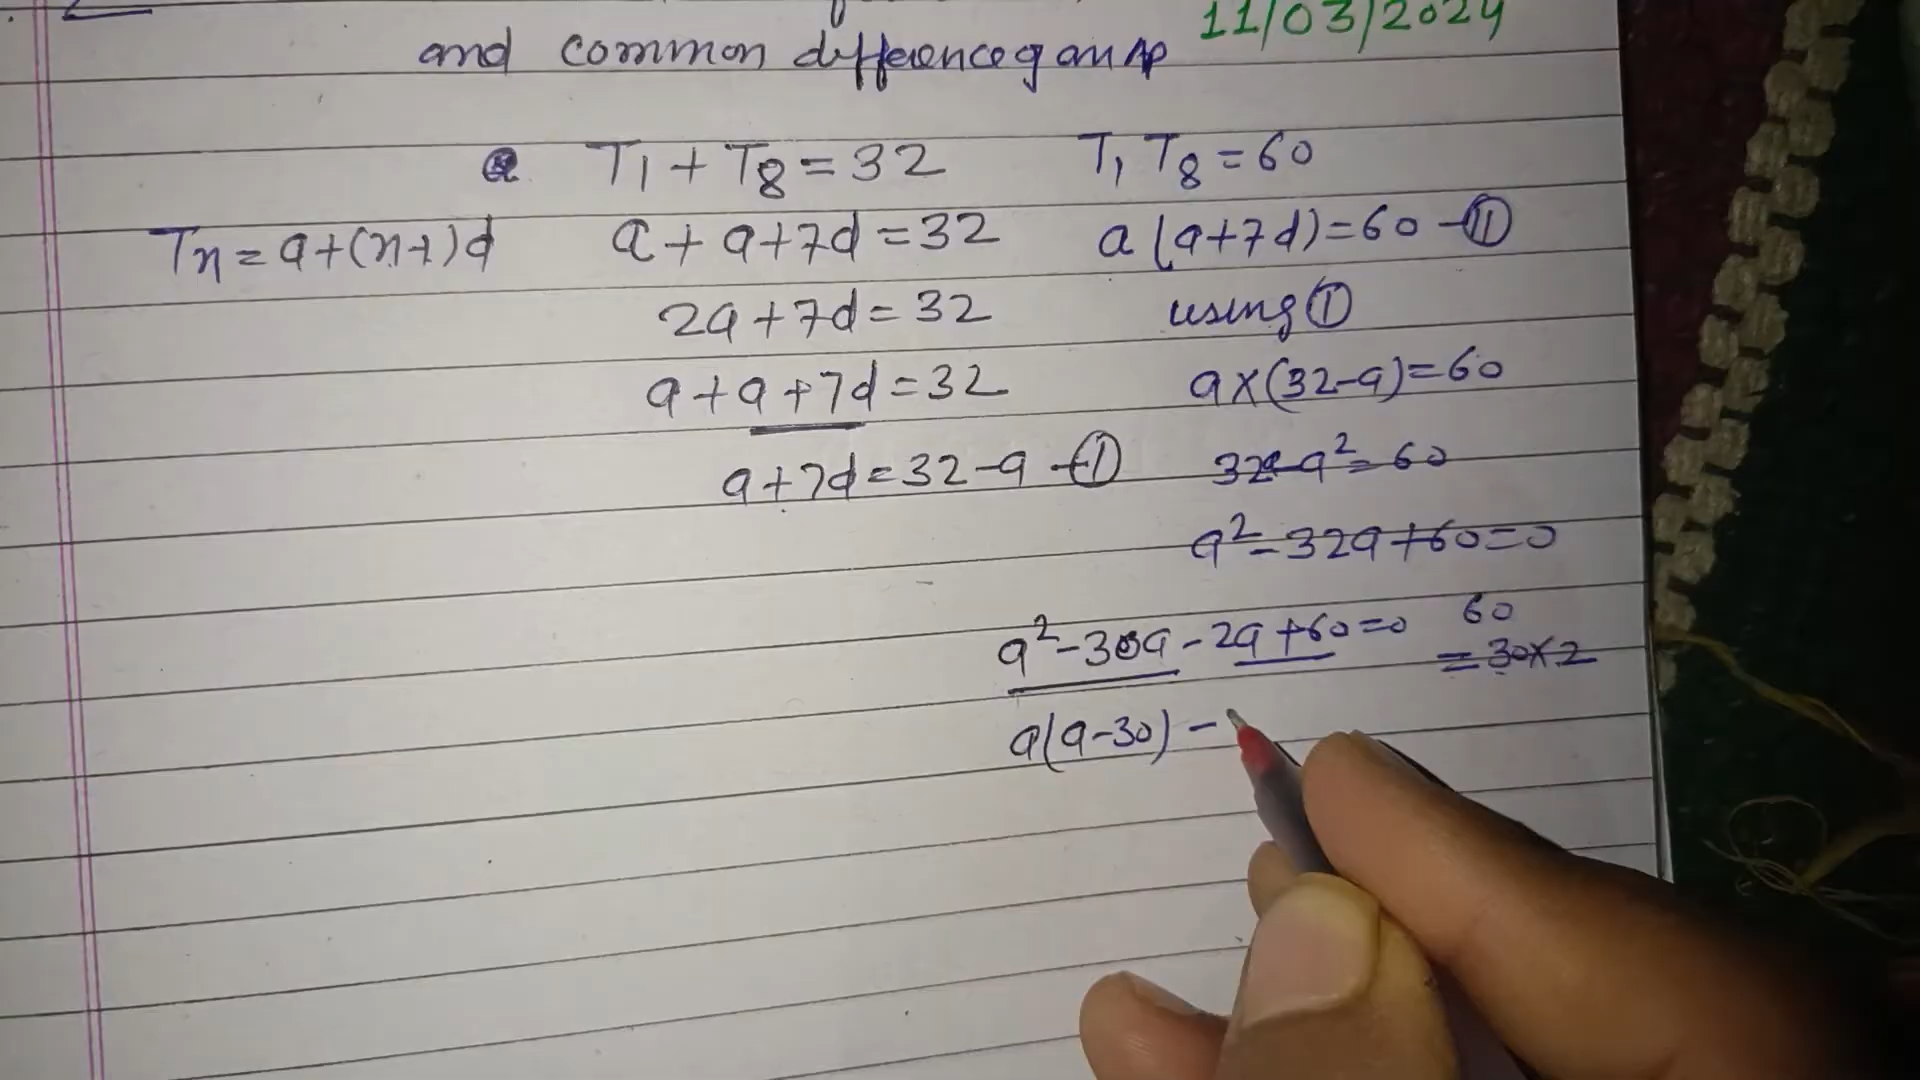 11/03/2024
and common difference of an AP
T1 + T8 = 32
T1 T8 = 60
Tn = a+(n-1)d
a + a+7d = 32
a(a+7d)=60 - II
2a+7d = 32
using I
a + a + 7d = 32
a×(32-a)=60
a+7d = 32-a - I
32a-a²=60
a²-32a+60=0
a²-30a-2a+60=0
60
=30×2
a(a-30) -